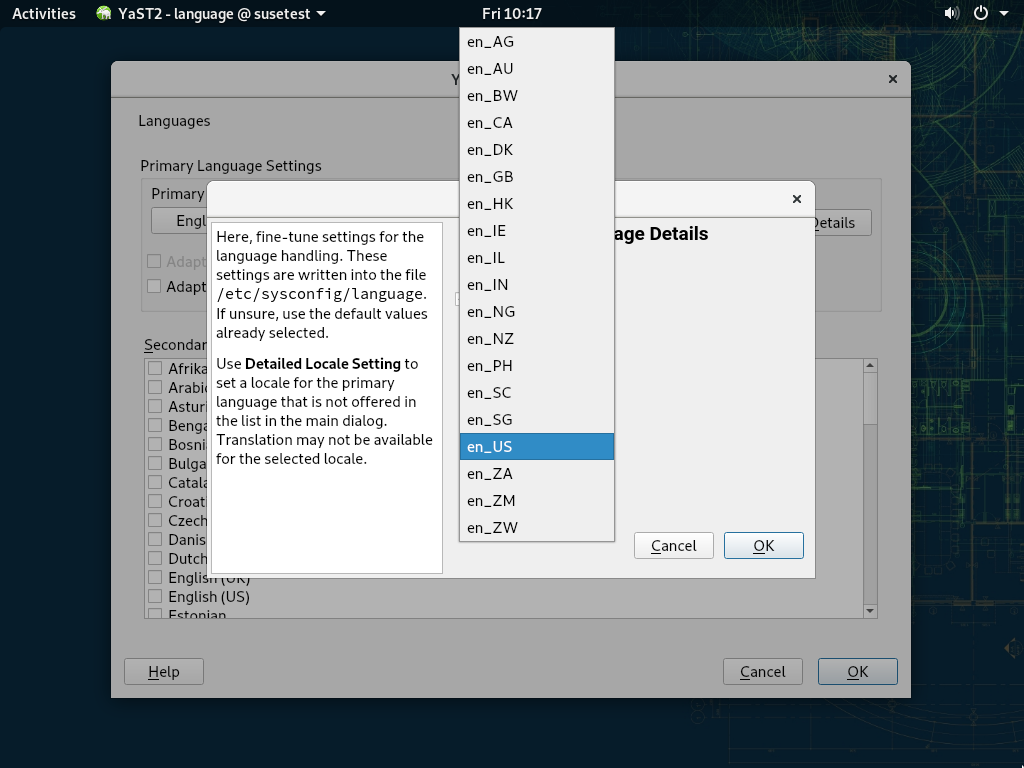 Activities YaST2 - language @ susetest Fri 10:17
Languages
Primary Language Settings
Primary
Details
Adapt
Adapt
Secondar
Afrika
Arabic
Asturi
Benga
Bosni
Bulga
Catala
Croati
Czech
Danis
Dutch
English (UK)
English (US)
Estonian
Help Cancel OK
Language Details
Here, fine-tune settings for the
language handling. These
settings are written into the file
/etc/sysconfig/language.
If unsure, use the default values
already selected.
Use Detailed Locale Setting to
set a locale for the primary
language that is not offered in
the list in the main dialog.
Translation may not be available
for the selected locale.
en_AG
en_AU
en_BW
en_CA
en_DK
en_GB
en_HK
en_IE
en_IL
en_IN
en_NG
en_NZ
en_PH
en_SC
en_SG
en_US
en_ZA
en_ZM
en_ZW
Cancel OK